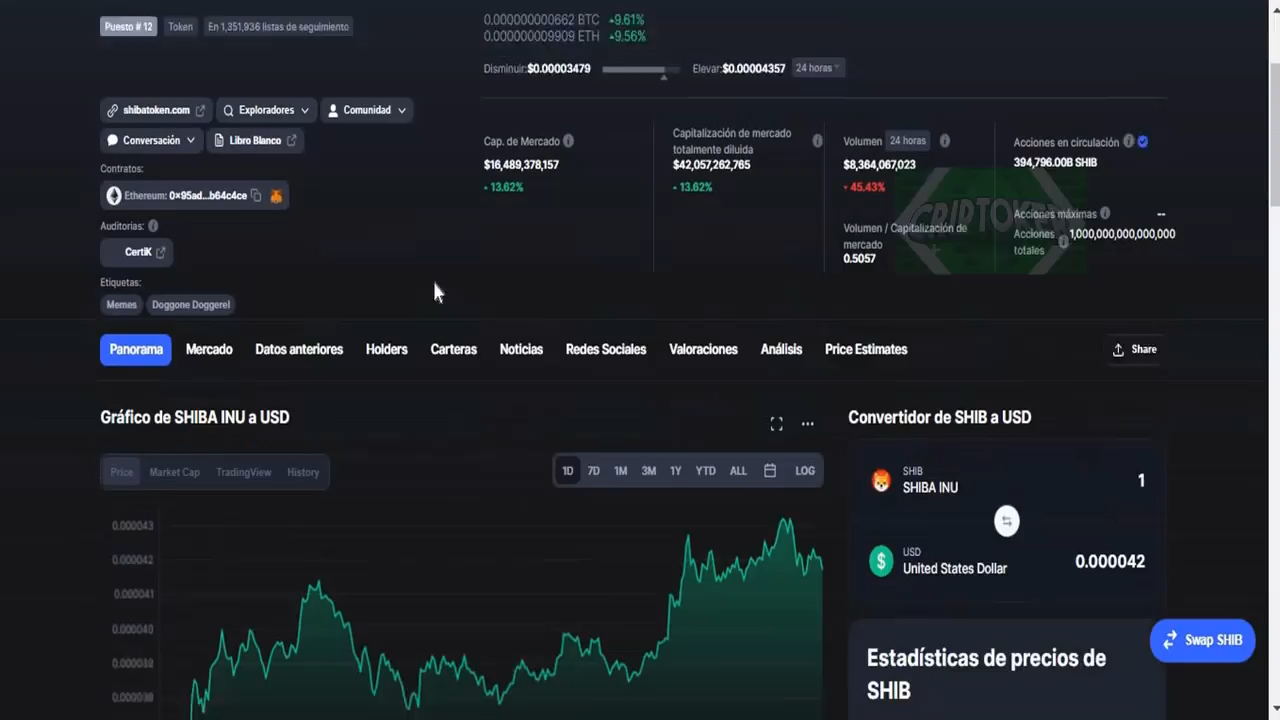 Puesto # 12 Token En 1,351,936 listas de seguimiento
0.000000000662 BTC 9.61%
0.000000009909 ETH 9.56%
Disminuir:$0.00003479 Elevar:$0.00004357 24 horas
shibatoken.com Exploradores Comunidad
Conversación Libro Blanco
Contratos:
Ethereum: 0x95ad...b64c4ce
Auditorias:
CertiK
Etiquetas:
Memes Doggone Doggerel
Cap. de Mercado
$16,489,378,157
13.62%
Capitalización de mercado
totalmente diluida
$42,057,262,765
13.62%
Volumen 24 horas
$8,364,067,023
45.43%
Volumen / Capitalización de
mercado
0.5057
Acciones en circulación
394,796.00B SHIB
Acciones máximas --
Acciones
totales
1,000,000,000,000,000
CRIPTOKEN
Panorama Mercado Datos anteriores Holders Carteras Noticias Redes Sociales Valoraciones Análisis Price Estimates Share
Gráfico de SHIBA INU a USD
Price Market Cap TradingView History
1D 7D 1M 3M 1Y YTD ALL LOG
0.000043
0.000042
0.000041
0.000040
Convertidor de SHIB a USD
SHIB
SHIBA INU 1
USD
United States Dollar 0.000042
Swap SHIB
Estadísticas de precios de
SHIB